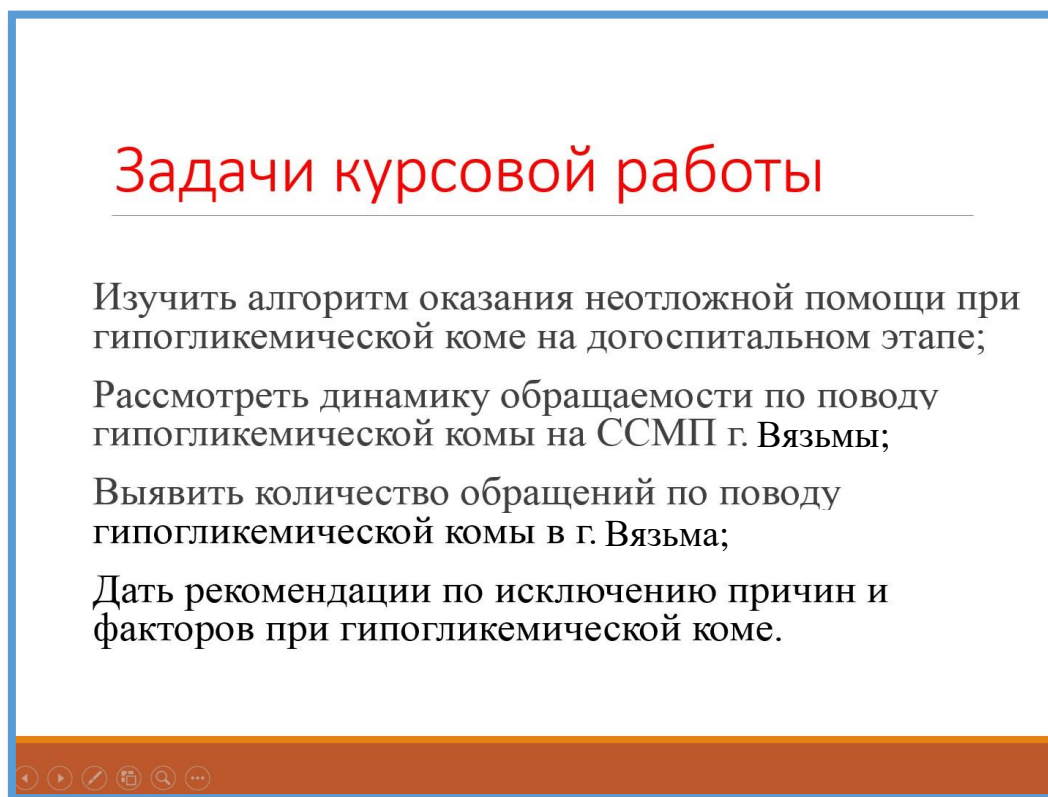 Задачи курсовой работы
Изучить алгоритм оказания неотложной помощи при
гипогликемической коме на догоспитальном этапе;
Рассмотреть динамику обращаемости по поводу
гипогликемической комы на ССМП г. Вязьмы;
Выявить количество обращений по поводу
гипогликемической комы в г. Вязьма;
Дать рекомендации по исключению причин и
факторов при гипогликемической коме.